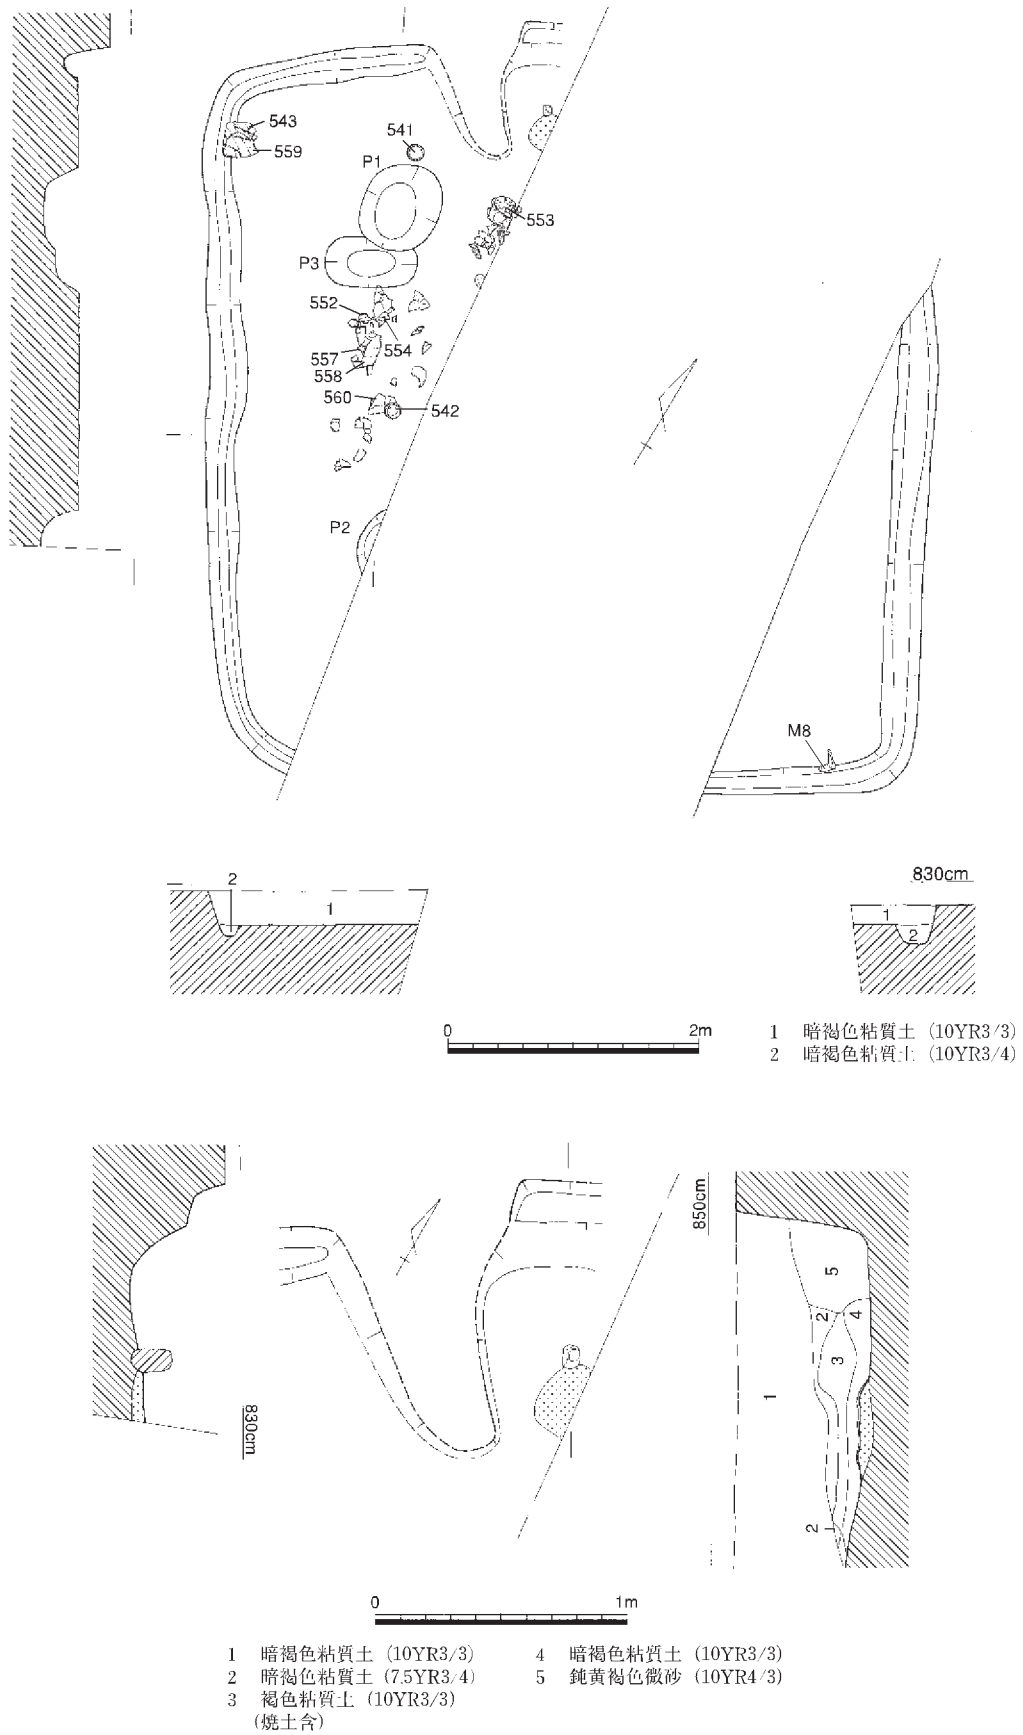 543
559
541
P1
553
P3
552
554
557
558
560
542
P2
M8
830cm
2
1
1
2
0 2m
1 暗褐色粘質土 (10YR3/3)
2 暗褐色粘質土 (10YR3/4)
850cm
5
2
4
3
1
830cm
2
0 1m
1 暗褐色粘質土 (10YR3/3)
2 暗褐色粘質土 (7.5YR3/4)
3 褐色粘質土 (10YR3/3)
(焼土含)
4 暗褐色粘質土 (10YR3/3)
5 鈍黄褐色微砂 (10YR4/3)